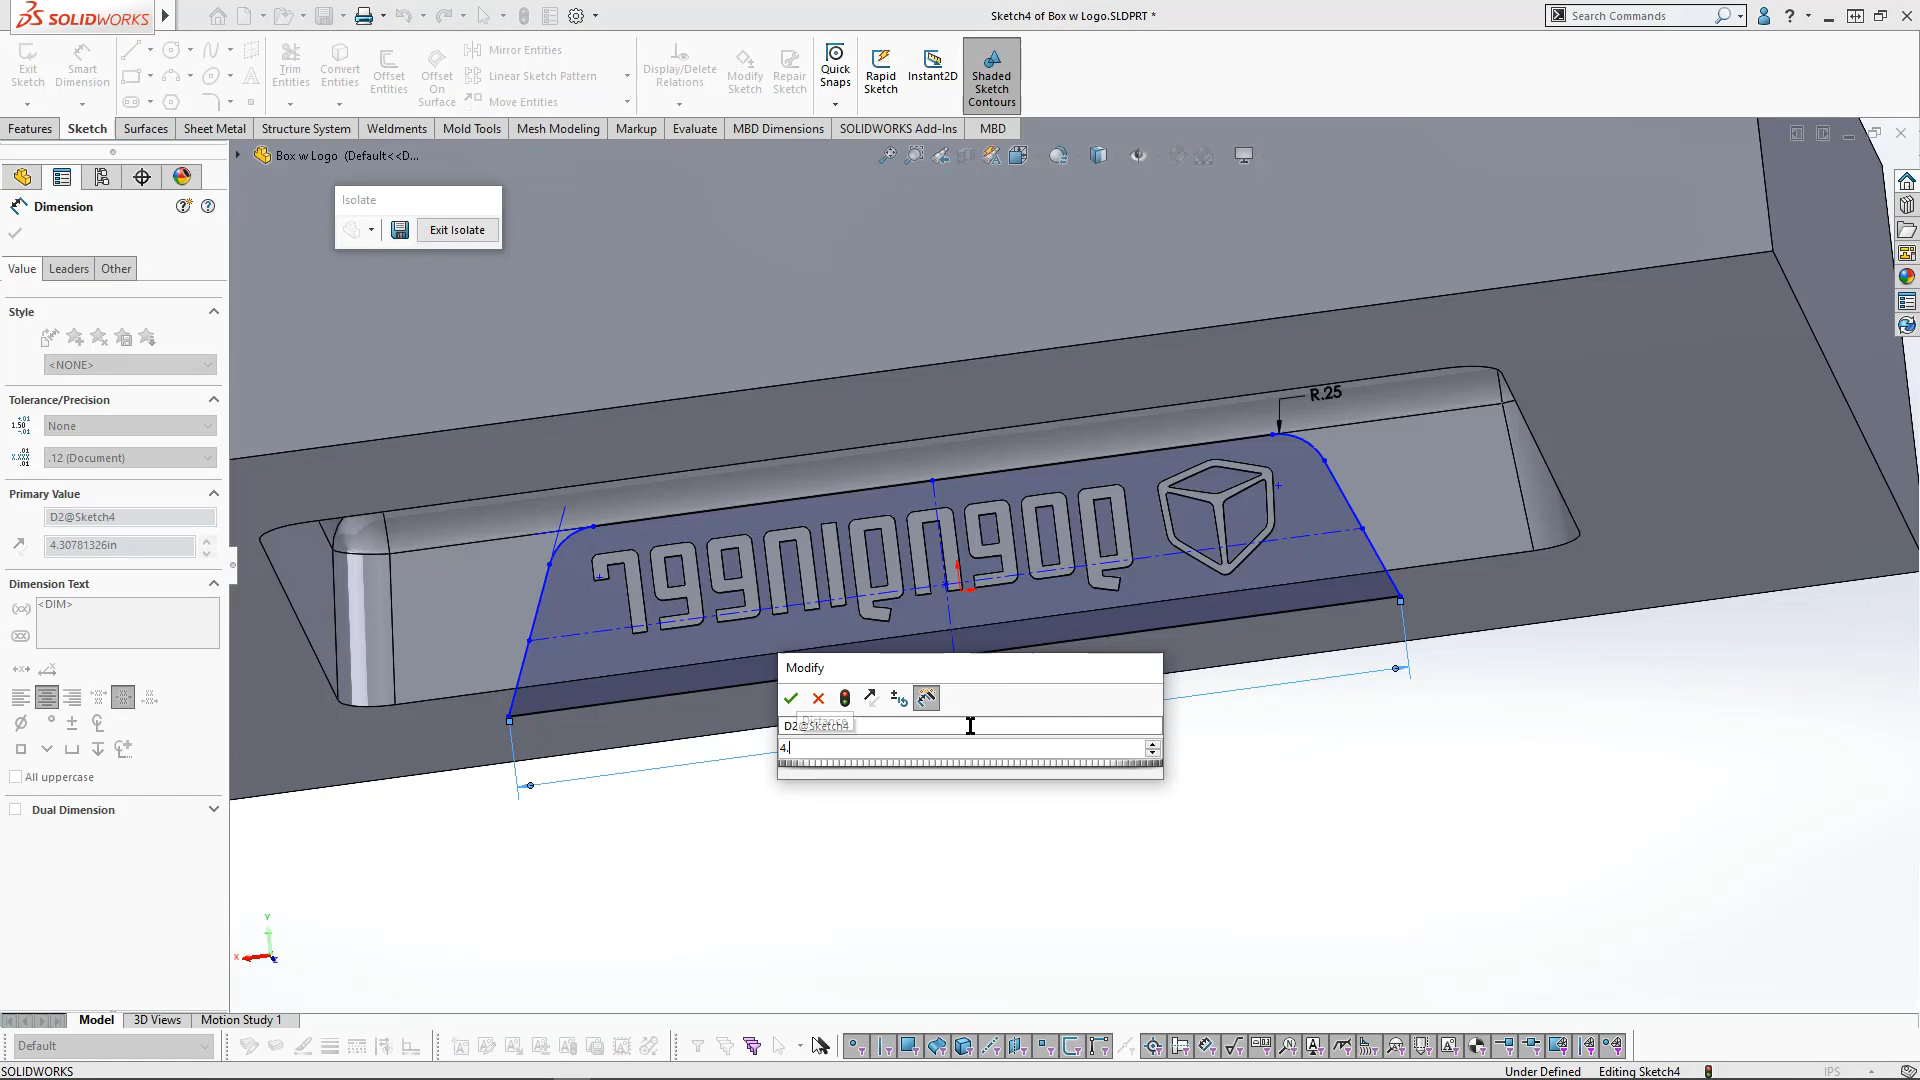 SOLIDWORKS
Sketch4 of Box w Logo.SLDPRT *
Search Commands
Exit Sketch
Smart Dimension
Trim Entities
Convert Entities
Offset Entities
Offset On Surface
Mirror Entities
Linear Sketch Pattern
Move Entities
Display/Delete Relations
Modify Sketch
Repair Sketch
Quick Snaps
Rapid Sketch
Instant2D
Shaded Sketch Contours
Features
Sketch
Surfaces
Sheet Metal
Structure System
Weldments
Mold Tools
Mesh Modeling
Markup
Evaluate
MBD Dimensions
SOLIDWORKS Add-Ins
MBD
Box w Logo (Default<<D...
Dimension
Isolate
Exit Isolate
Value
Leaders
Other
Style
<NONE>
Tolerance/Precision
None
.12 (Document)
Primary Value
D2@Sketch4
4.30781326in
Dimension Text
<DIM>
All uppercase
Dual Dimension
R.25
Modify
D2@Sketch4
Distance
4.
Y
X
Z
Model
3D Views
Motion Study 1
Default
SOLIDWORKS
Under Defined
Editing Sketch4
IPS